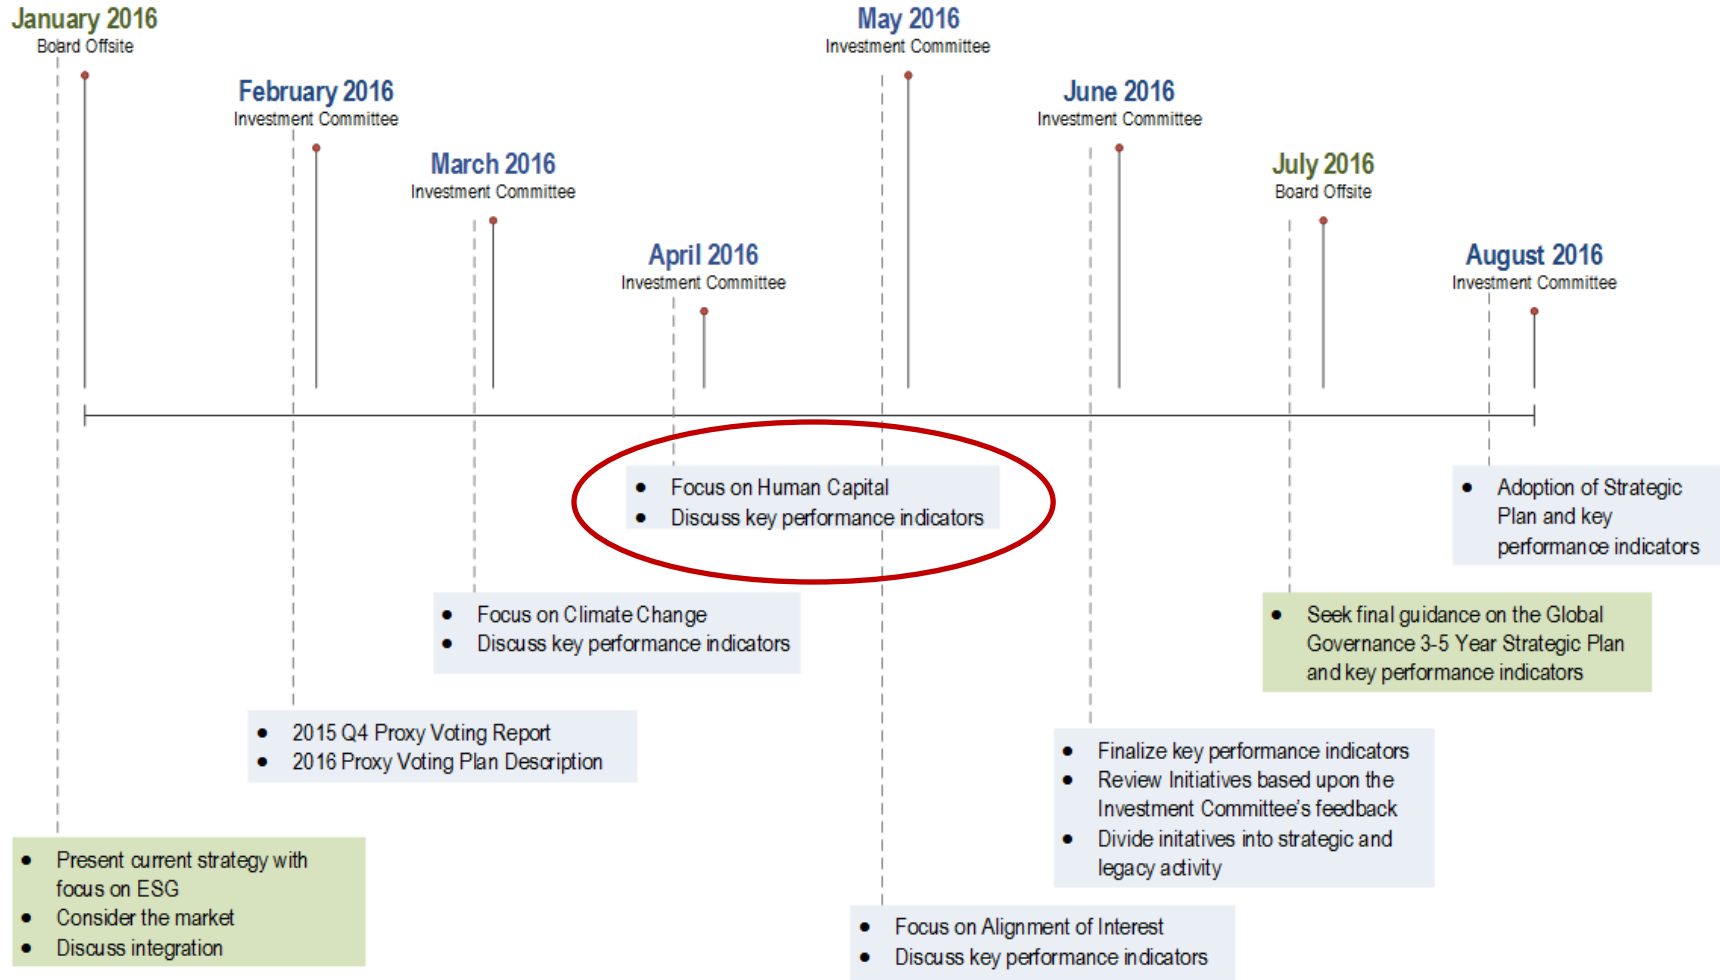 January 2016
Board Offsite
May 2016
Investment Committee
February 2016
Investment Committee
June 2016
Investment Committee
March 2016
Investment Committee
July 2016
Board Offsite
April 2016
Investment Committee
August 2016
Investment Committee
● Focus on Human Capital
● Discuss key performance indicators
● Adoption of Strategic
Plan and key
performance indicators
● Focus on Climate Change
● Discuss key performance indicators
● Seek final guidance on the Global
Governance 3-5 Year Strategic Plan
and key performance indicators
● 2015 Q4 Proxy Voting Report
● 2016 Proxy Voting Plan Description
● Finalize key performance indicators
● Review Initiatives based upon the
Investment Committee's feedback
● Divide initatives into strategic and
legacy activity
● Present current strategy with
focus on ESG
● Consider the market
● Discuss integration
● Focus on Alignment of Interest
● Discuss key performance indicators